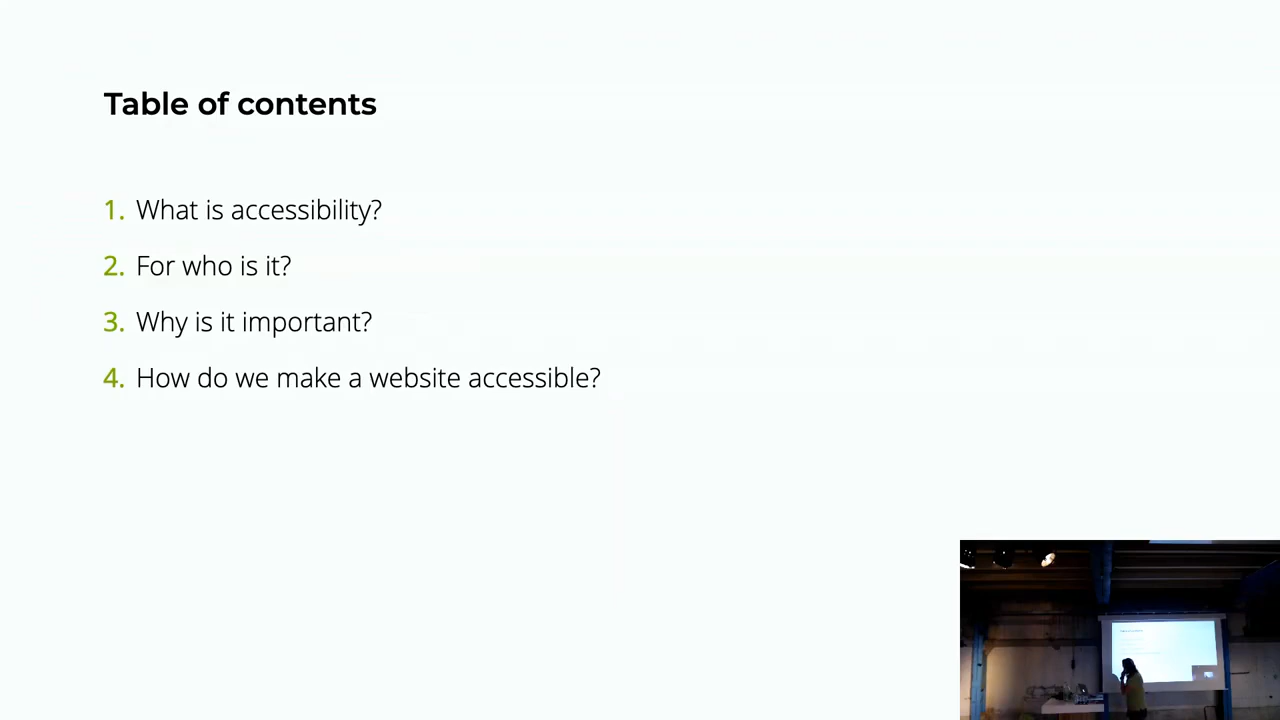 Table of contents
1. What is accessibility?
2. For who is it?
3. Why is it important?
4. How do we make a website accessible?